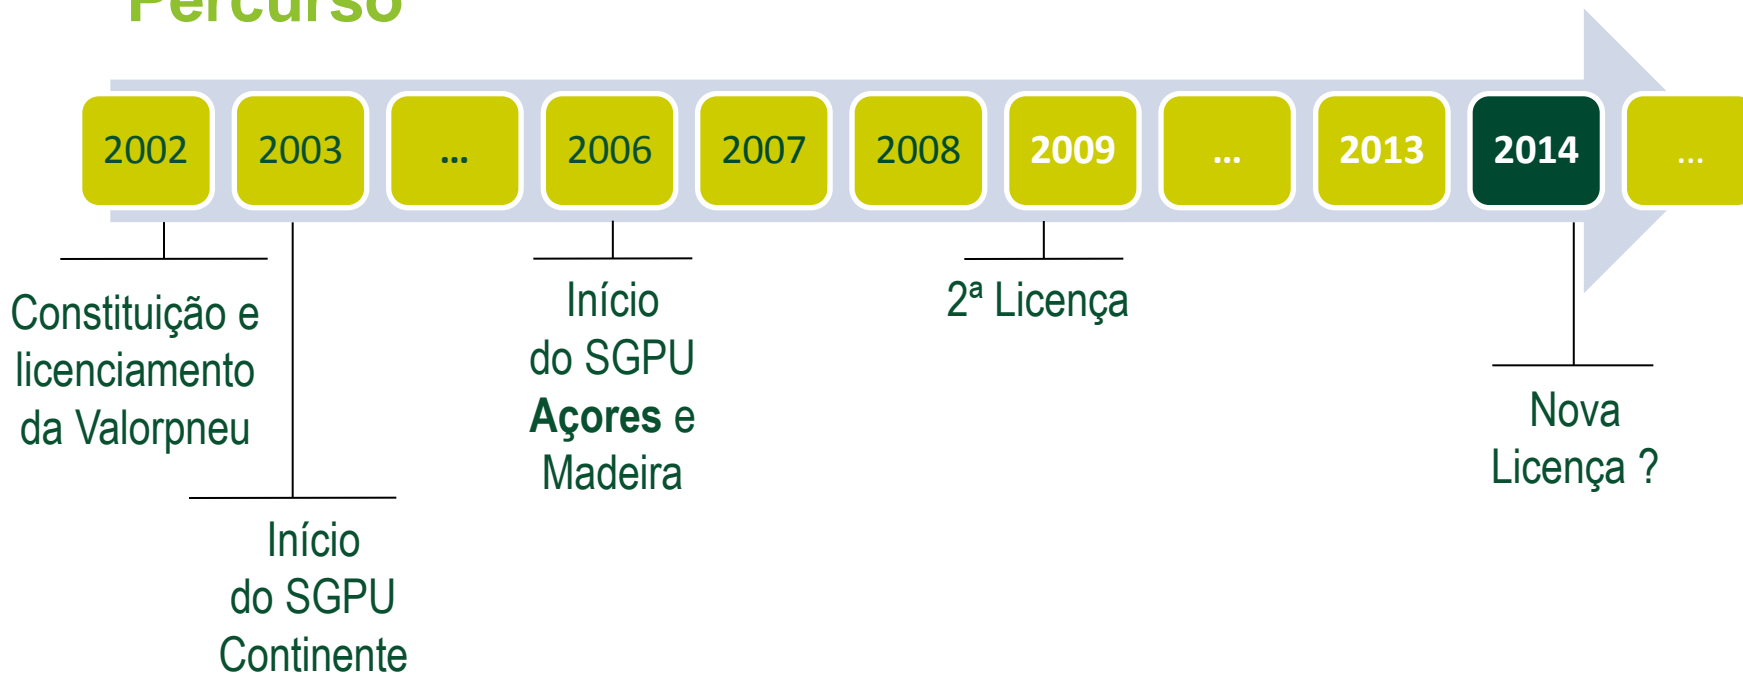 Percurso
2002 2003 ... 2006 2007 2008 2009 ... 2013 2014 ...
Constituição e
licenciamento
da Valorpneu
Início
do SGPU
Continente
Início
do SGPU
Açores e
Madeira
2ª Licença
Nova
Licença ?